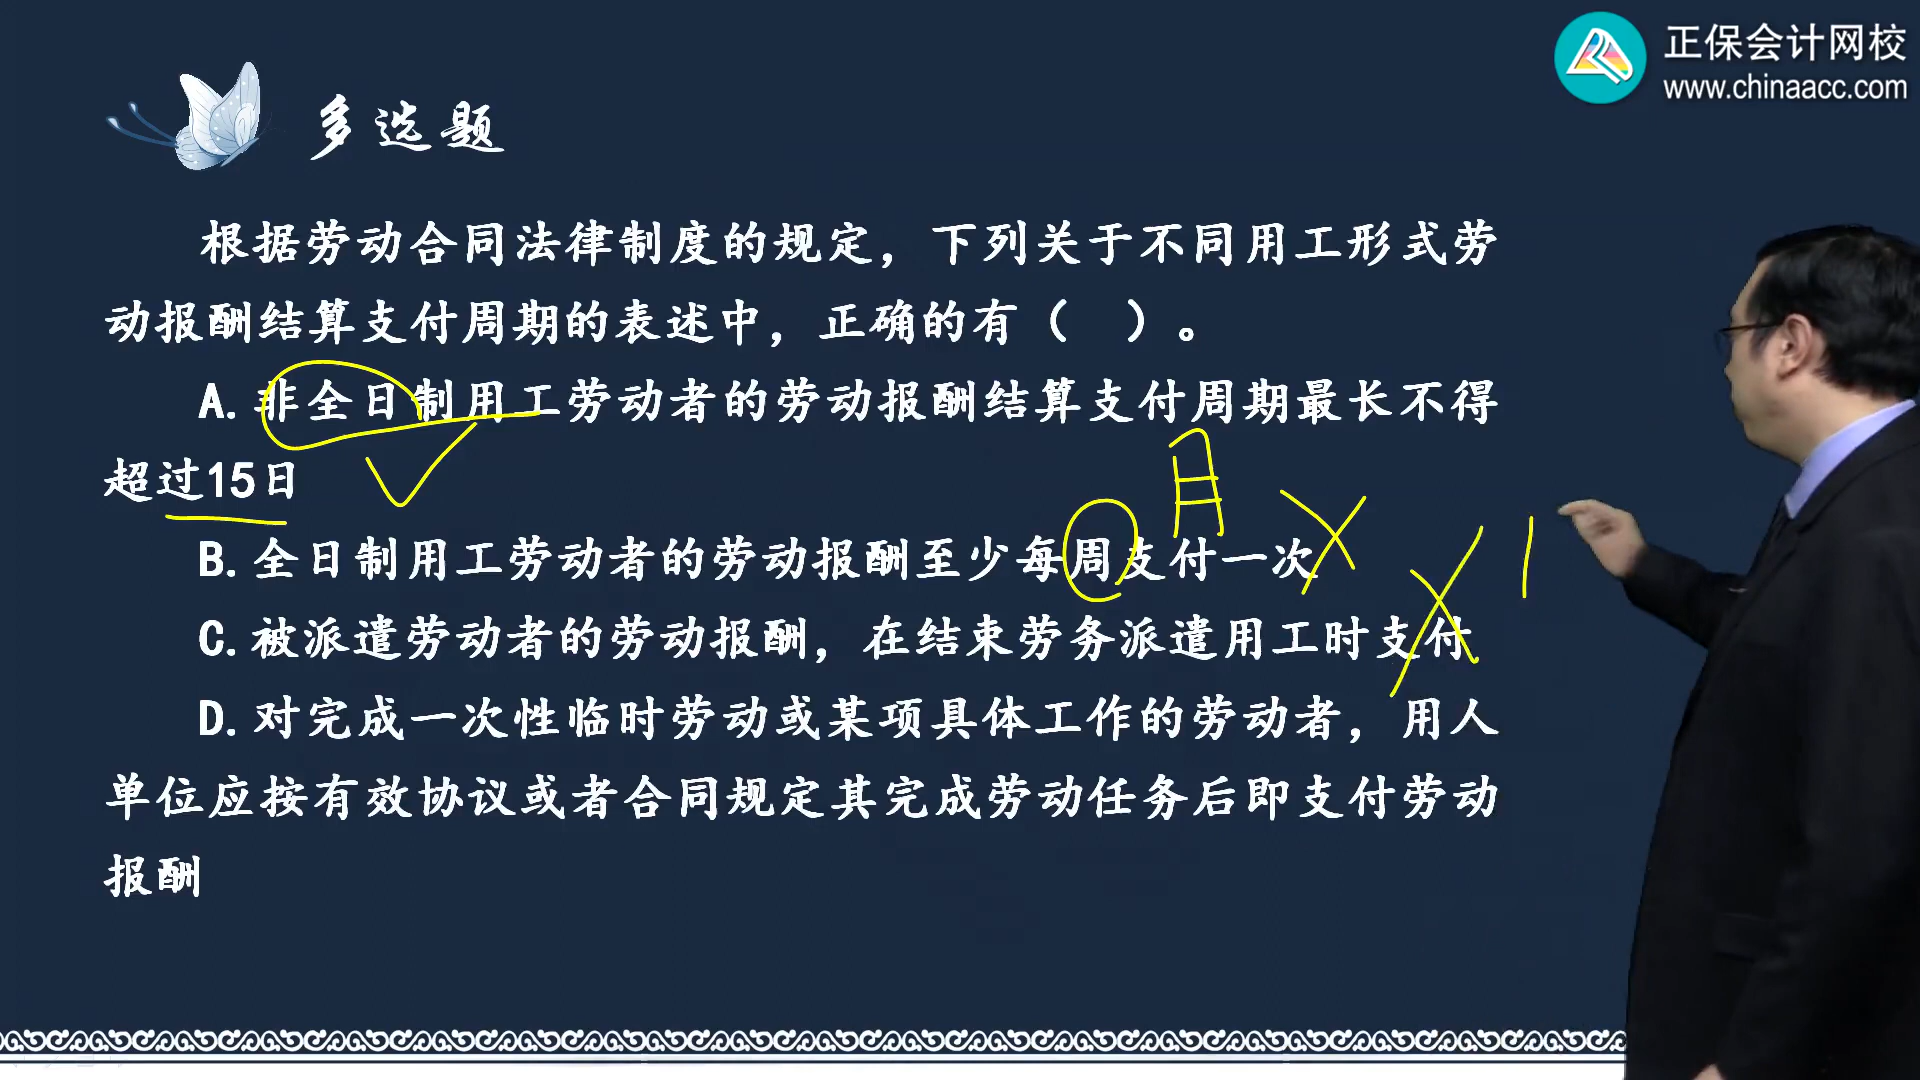 正保会计网校
www.chinaacc.com
多选题
根据劳动合同法律制度的规定，下列关于不同用工形式劳
动报酬结算支付周期的表述中，正确的有（ ）。
A.非全日制用工劳动者的劳动报酬结算支付周期最长不得
超过15日
月
B.全日制用工劳动者的劳动报酬至少每周支付一次
C.被派遣劳动者的劳动报酬，在结束劳务派遣用工时支付
D.对完成一次性临时劳动或某项具体工作的劳动者，用人
单位应按有效协议或者合同规定其完成劳动任务后即支付劳动
报酬